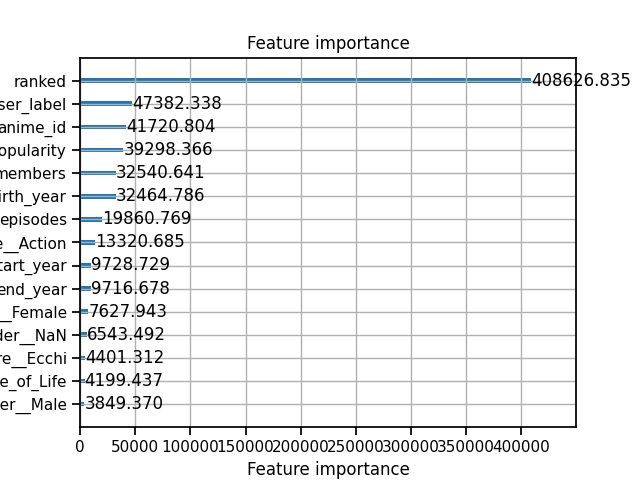 Feature importance
ranked 408626.835
ser_label 47382.338
anime_id 41720.804
opularity 39298.366
members 32540.641
irth_year 32464.786
episodes 19860.769
e__Action 13320.685
tart_year 9728.729
end_year 9716.678
__Female 7627.943
der__NaN 6543.492
re__Ecchi 4401.312
e_of_Life 4199.437
er__Male 3849.370
0 50000 100000 150000 200000 250000 300000 350000 400000
Feature importance